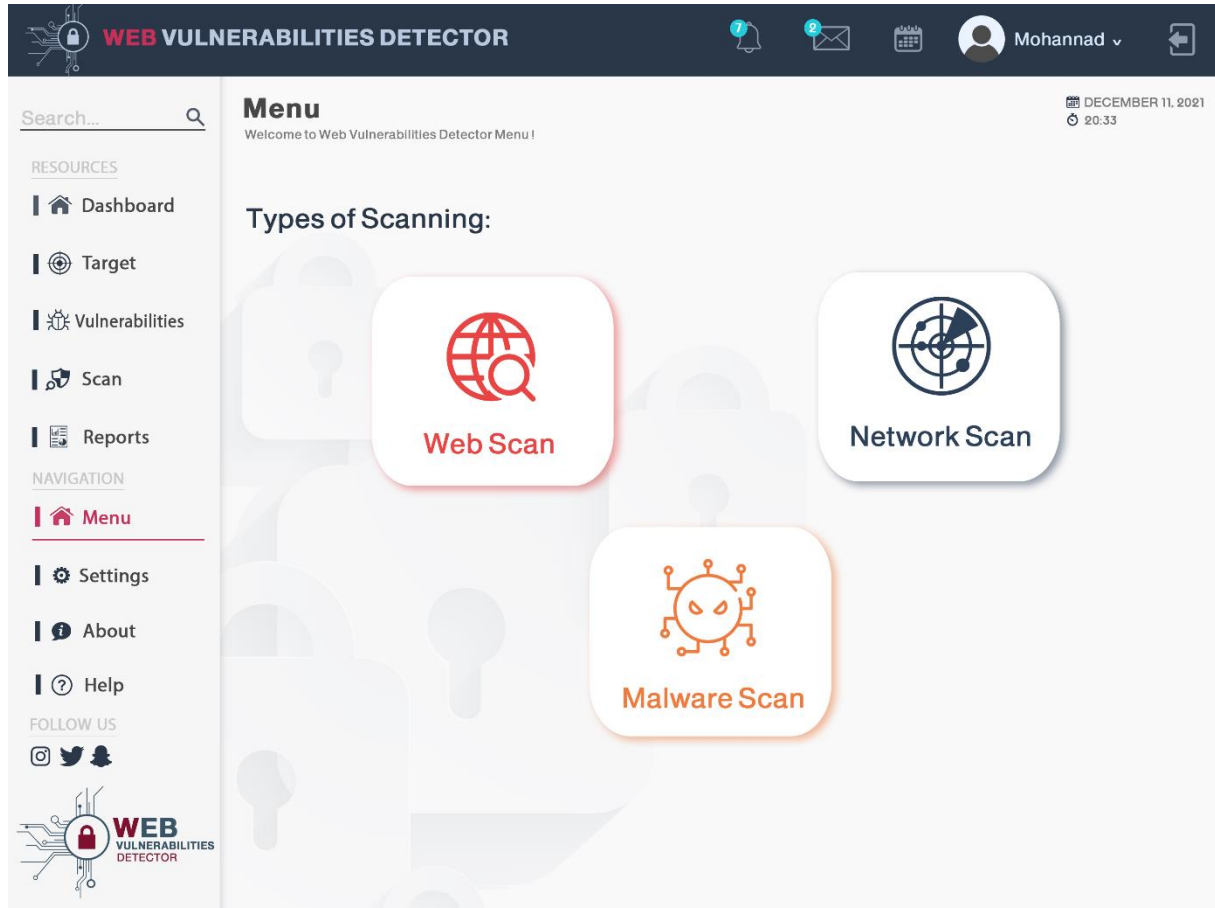 WEB VULNERABILITIES DETECTOR
7
2
Mohannad
Search...
Menu
Welcome to Web Vulnerabilities Detector Menu !
DECEMBER 11, 2021
20:33
RESOURCES
Dashboard
Target
Vulnerabilities
Scan
Reports
NAVIGATION
Menu
Settings
About
Help
FOLLOW US
WEB
VULNERABILITIES
DETECTOR
Types of Scanning:
Web Scan
Network Scan
Malware Scan